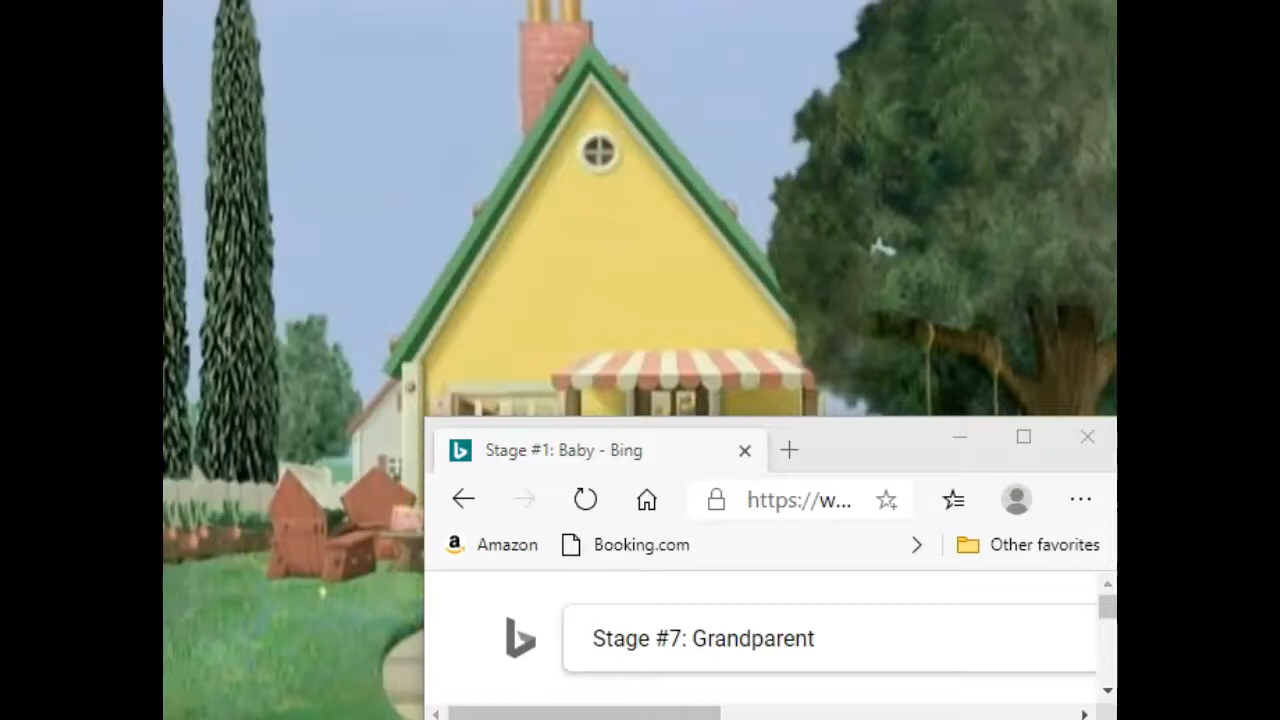 Stage #1: Baby - Bing
https://w...
Amazon
Booking.com
Other favorites
Stage #7: Grandparent